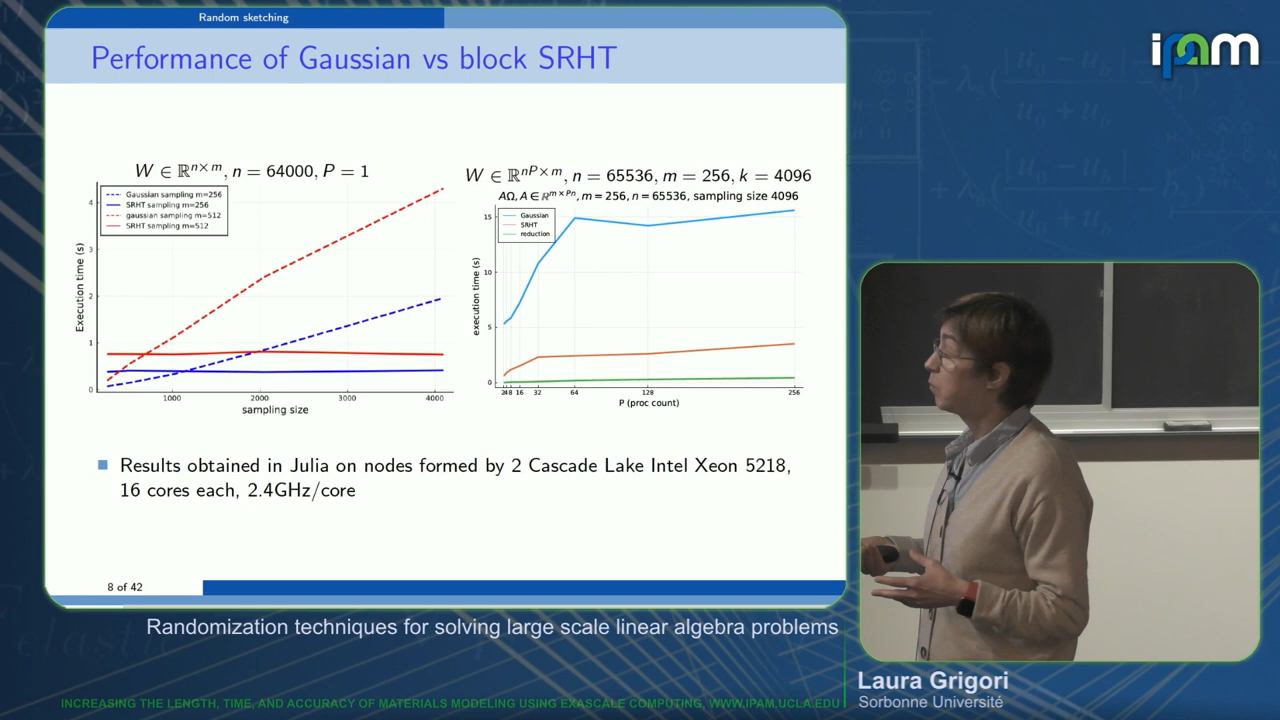 Random sketching
Performance of Gaussian vs block SRHT
W ∈ ℝⁿˣᵐ, n = 64000, P = 1
Gaussian sampling m=256
SRHT sampling m=256
gaussian sampling m=512
SRHT sampling m=512
4
3
2
1
0
Execution time (s)
1000 2000 3000 4000
sampling size
W ∈ ℝⁿᴾˣᵐ, n = 65536, m = 256, k = 4096
AΩ, A ∈ ℝᵐˣᴾⁿ, m = 256, n = 65536, sampling size 4096
Gaussian
SRHT
reduction
15
10
5
0
execution time (s)
2 4 8 16 32 64 128 256
P (proc count)
Results obtained in Julia on nodes formed by 2 Cascade Lake Intel Xeon 5218,
16 cores each, 2.4GHz/core
8 of 42
ipam
Randomization techniques for solving large scale linear algebra problems
Laura Grigori
Sorbonne Université
INCREASING THE LENGTH, TIME, AND ACCURACY OF MATERIALS MODELING USING EXASCALE COMPUTING, WWW.IPAM.UCLA.EDU